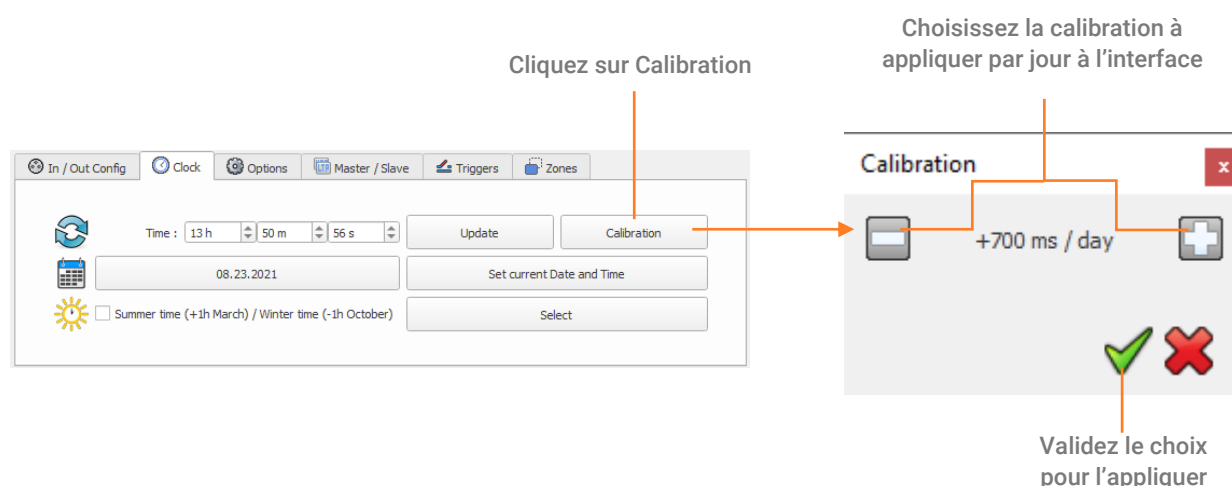 Choisissez la calibration à
appliquer par jour à l'interface
Cliquez sur Calibration
In / Out Config Clock Options Master / Slave Triggers Zones
Time : 13 h 50 m 56 s Update Calibration
08.23.2021 Set current Date and Time
Summer time (+1h March) / Winter time (-1h October) Select
Calibration x
+700 ms / day
Validez le choix
pour l'appliquer